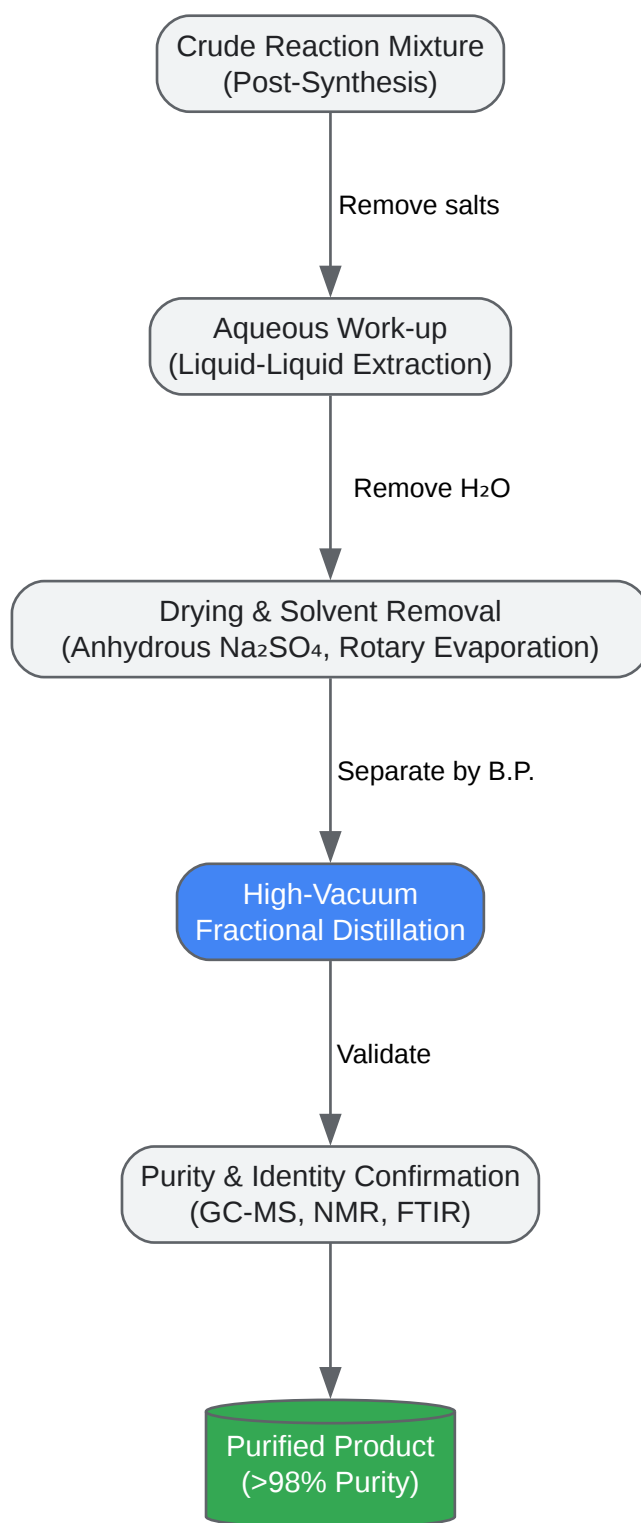 Crude Reaction Mixture
(Post-Synthesis)
Remove salts
Aqueous Work-up
(Liquid-Liquid Extraction)
Remove H₂O
Drying & Solvent Removal
(Anhydrous Na₂SO₄, Rotary Evaporation)
Separate by B.P.
High-Vacuum
Fractional Distillation
Validate
Purity & Identity Confirmation
(GC-MS, NMR, FTIR)
Purified Product
(>98% Purity)